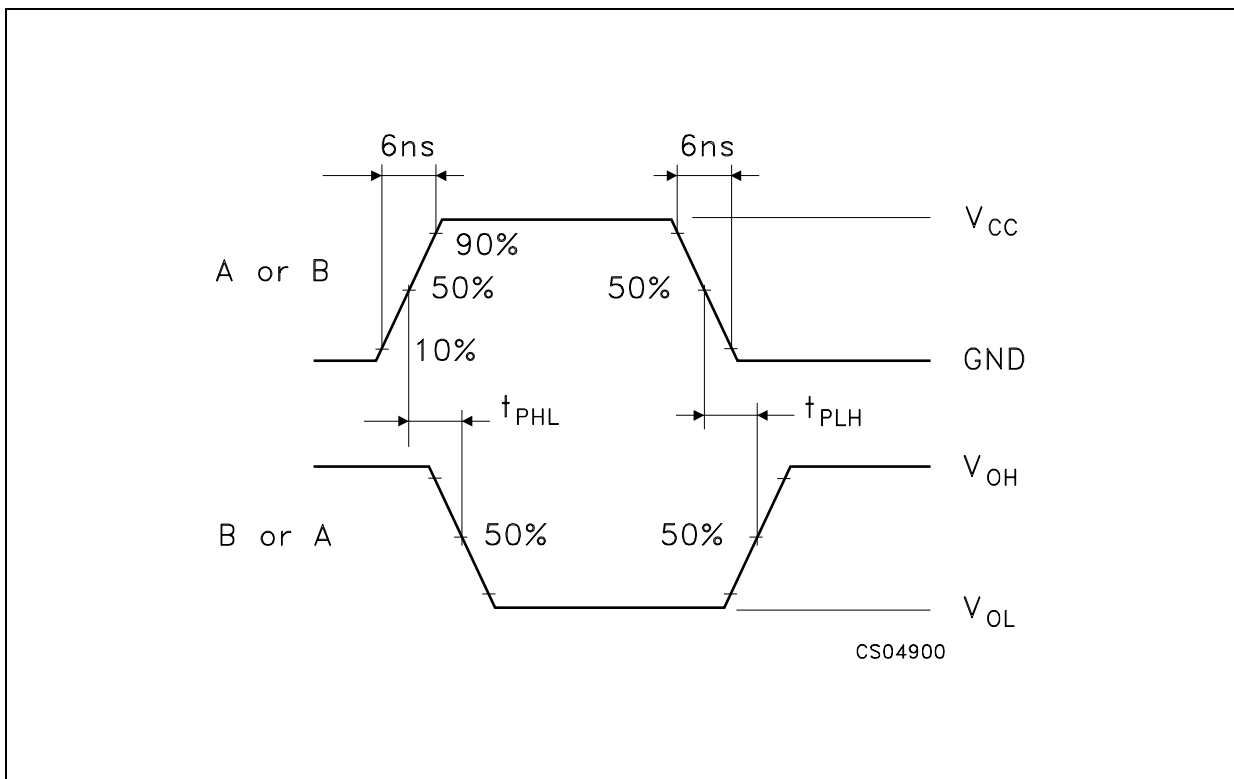 6ns 6ns
V_CC
90%
A or B
50% 50%
10%
GND
t_PHL t_PLH
V_OH
B or A
50% 50%
V_OL
CS04900